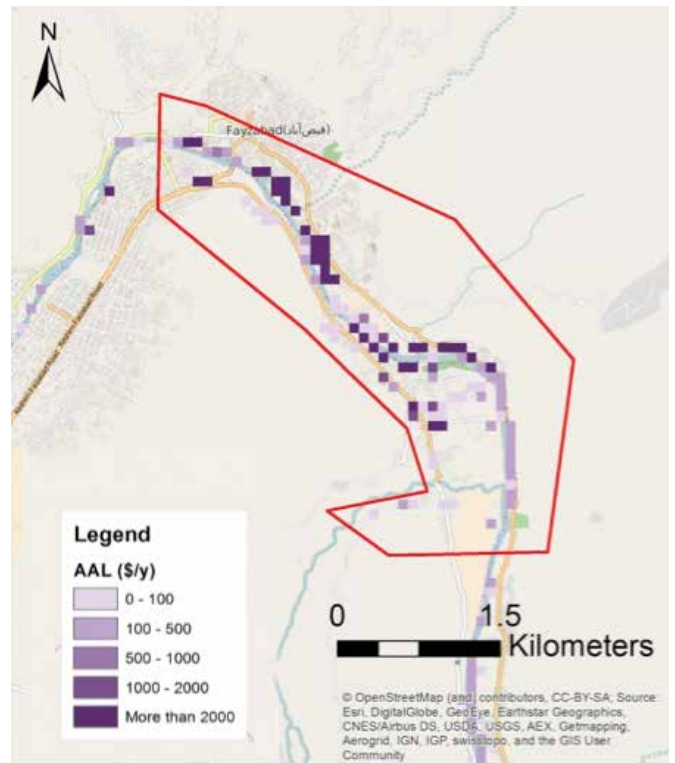 N
Fayzabad(فیض‌آباد)
Legend
AAL ($/y)
0 - 100
100 - 500
500 - 1000
1000 - 2000
More than 2000
0 1.5
Kilometers
© OpenStreetMap (and) contributors, CC-BY-SA; Source:
Esri, DigitalGlobe, GeoEye, Earthstar Geographics,
CNES/Airbus DS, USDA, USGS, AEX, Getmapping,
Aerogrid, IGN, IGP, swisstopo, and the GIS User
Community